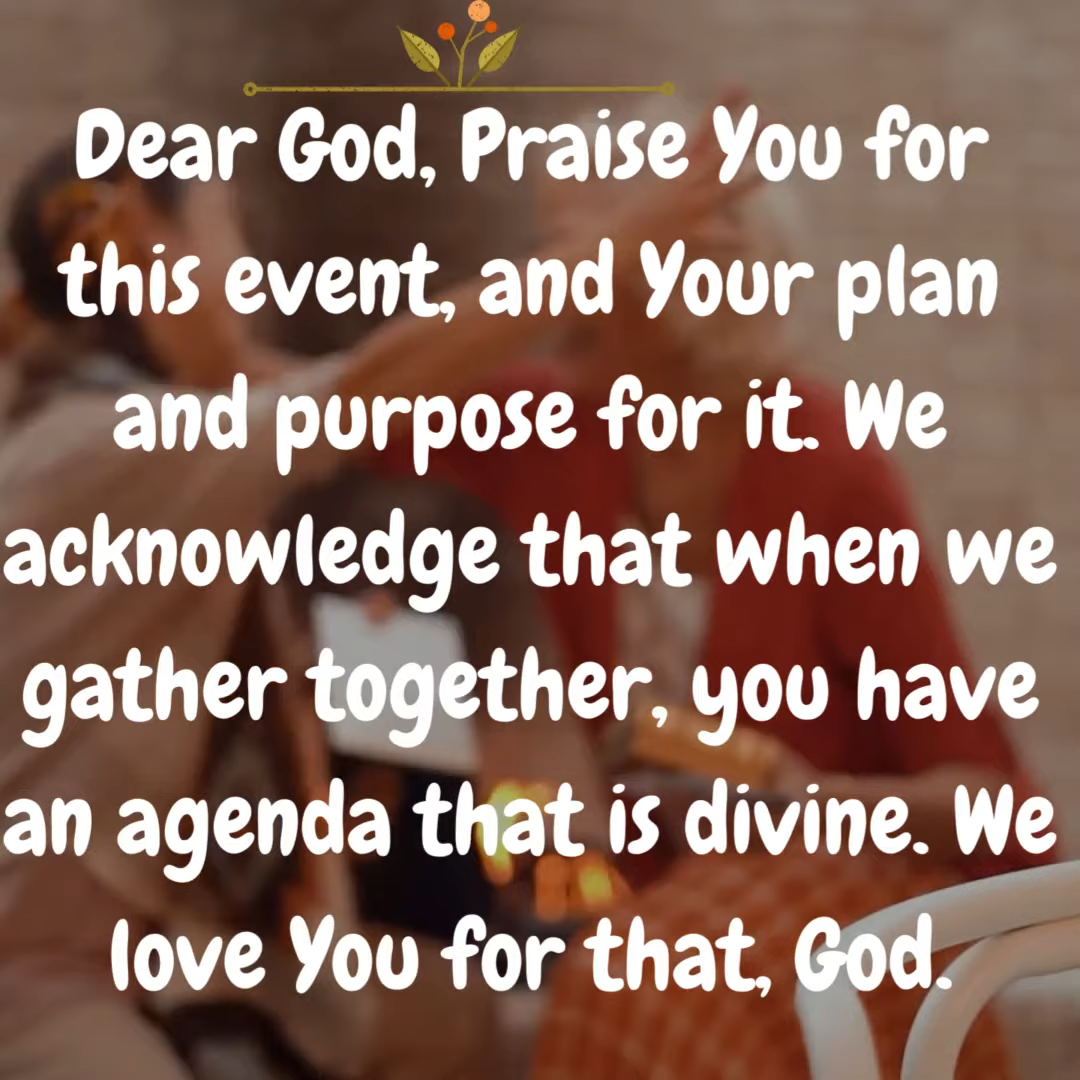 Dear God, Praise You for
this event, and Your plan
and purpose for it. We
acknowledge that when we
gather together, you have
an agenda that is divine. We
love You for that, God.